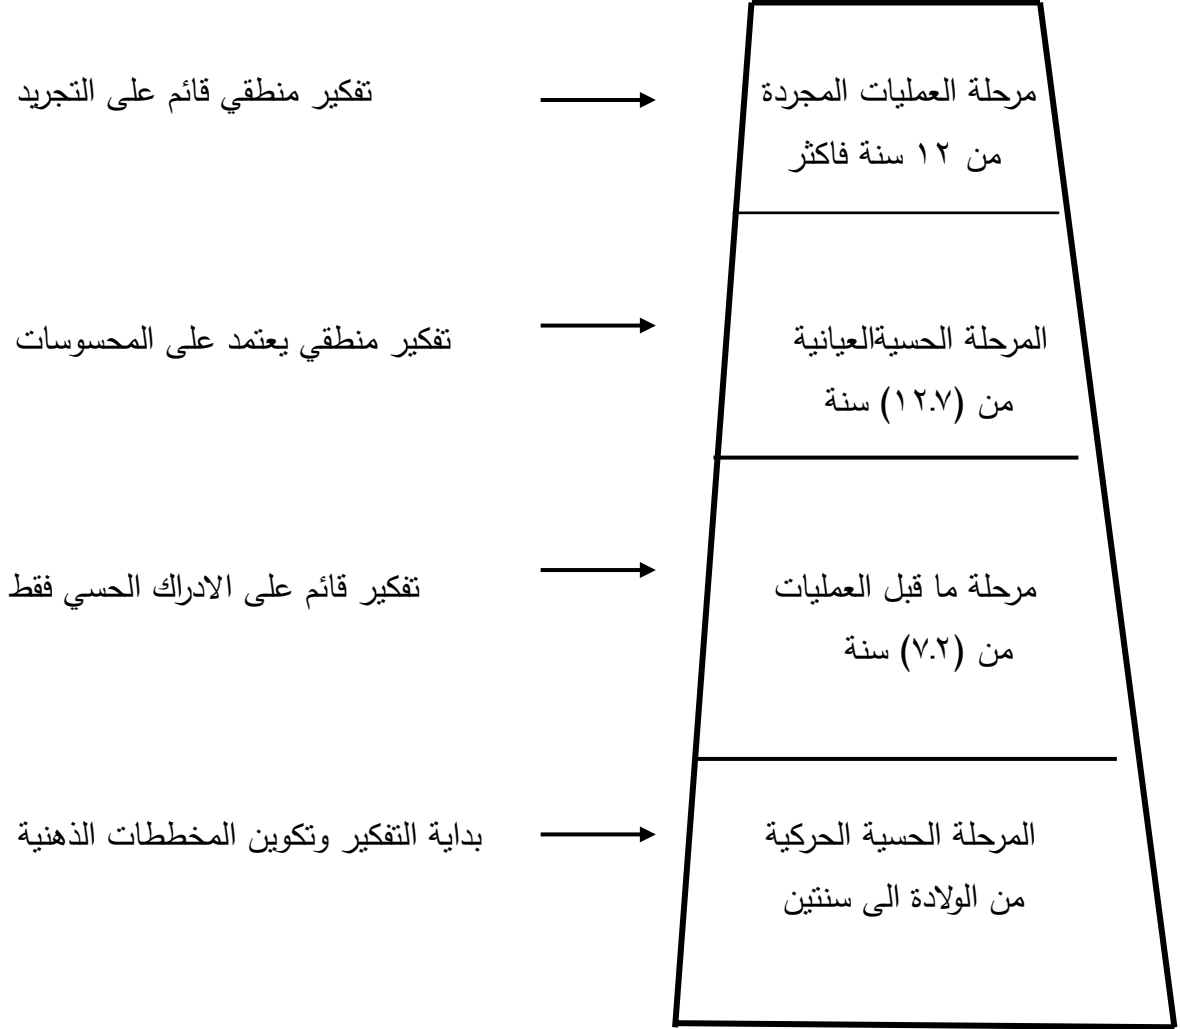 مرحلة العمليات المجردة
من ١٢ سنة فاكثر
تفكير منطقي قائم على التجريد
المرحلة الحسيةالعيانية
من (١٢.٧) سنة
تفكير منطقي يعتمد على المحسوسات
مرحلة ما قبل العمليات
من (٧.٢) سنة
تفكير قائم على الادراك الحسي فقط
المرحلة الحسية الحركية
من الولادة الى سنتين
بداية التفكير وتكوين المخططات الذهنية